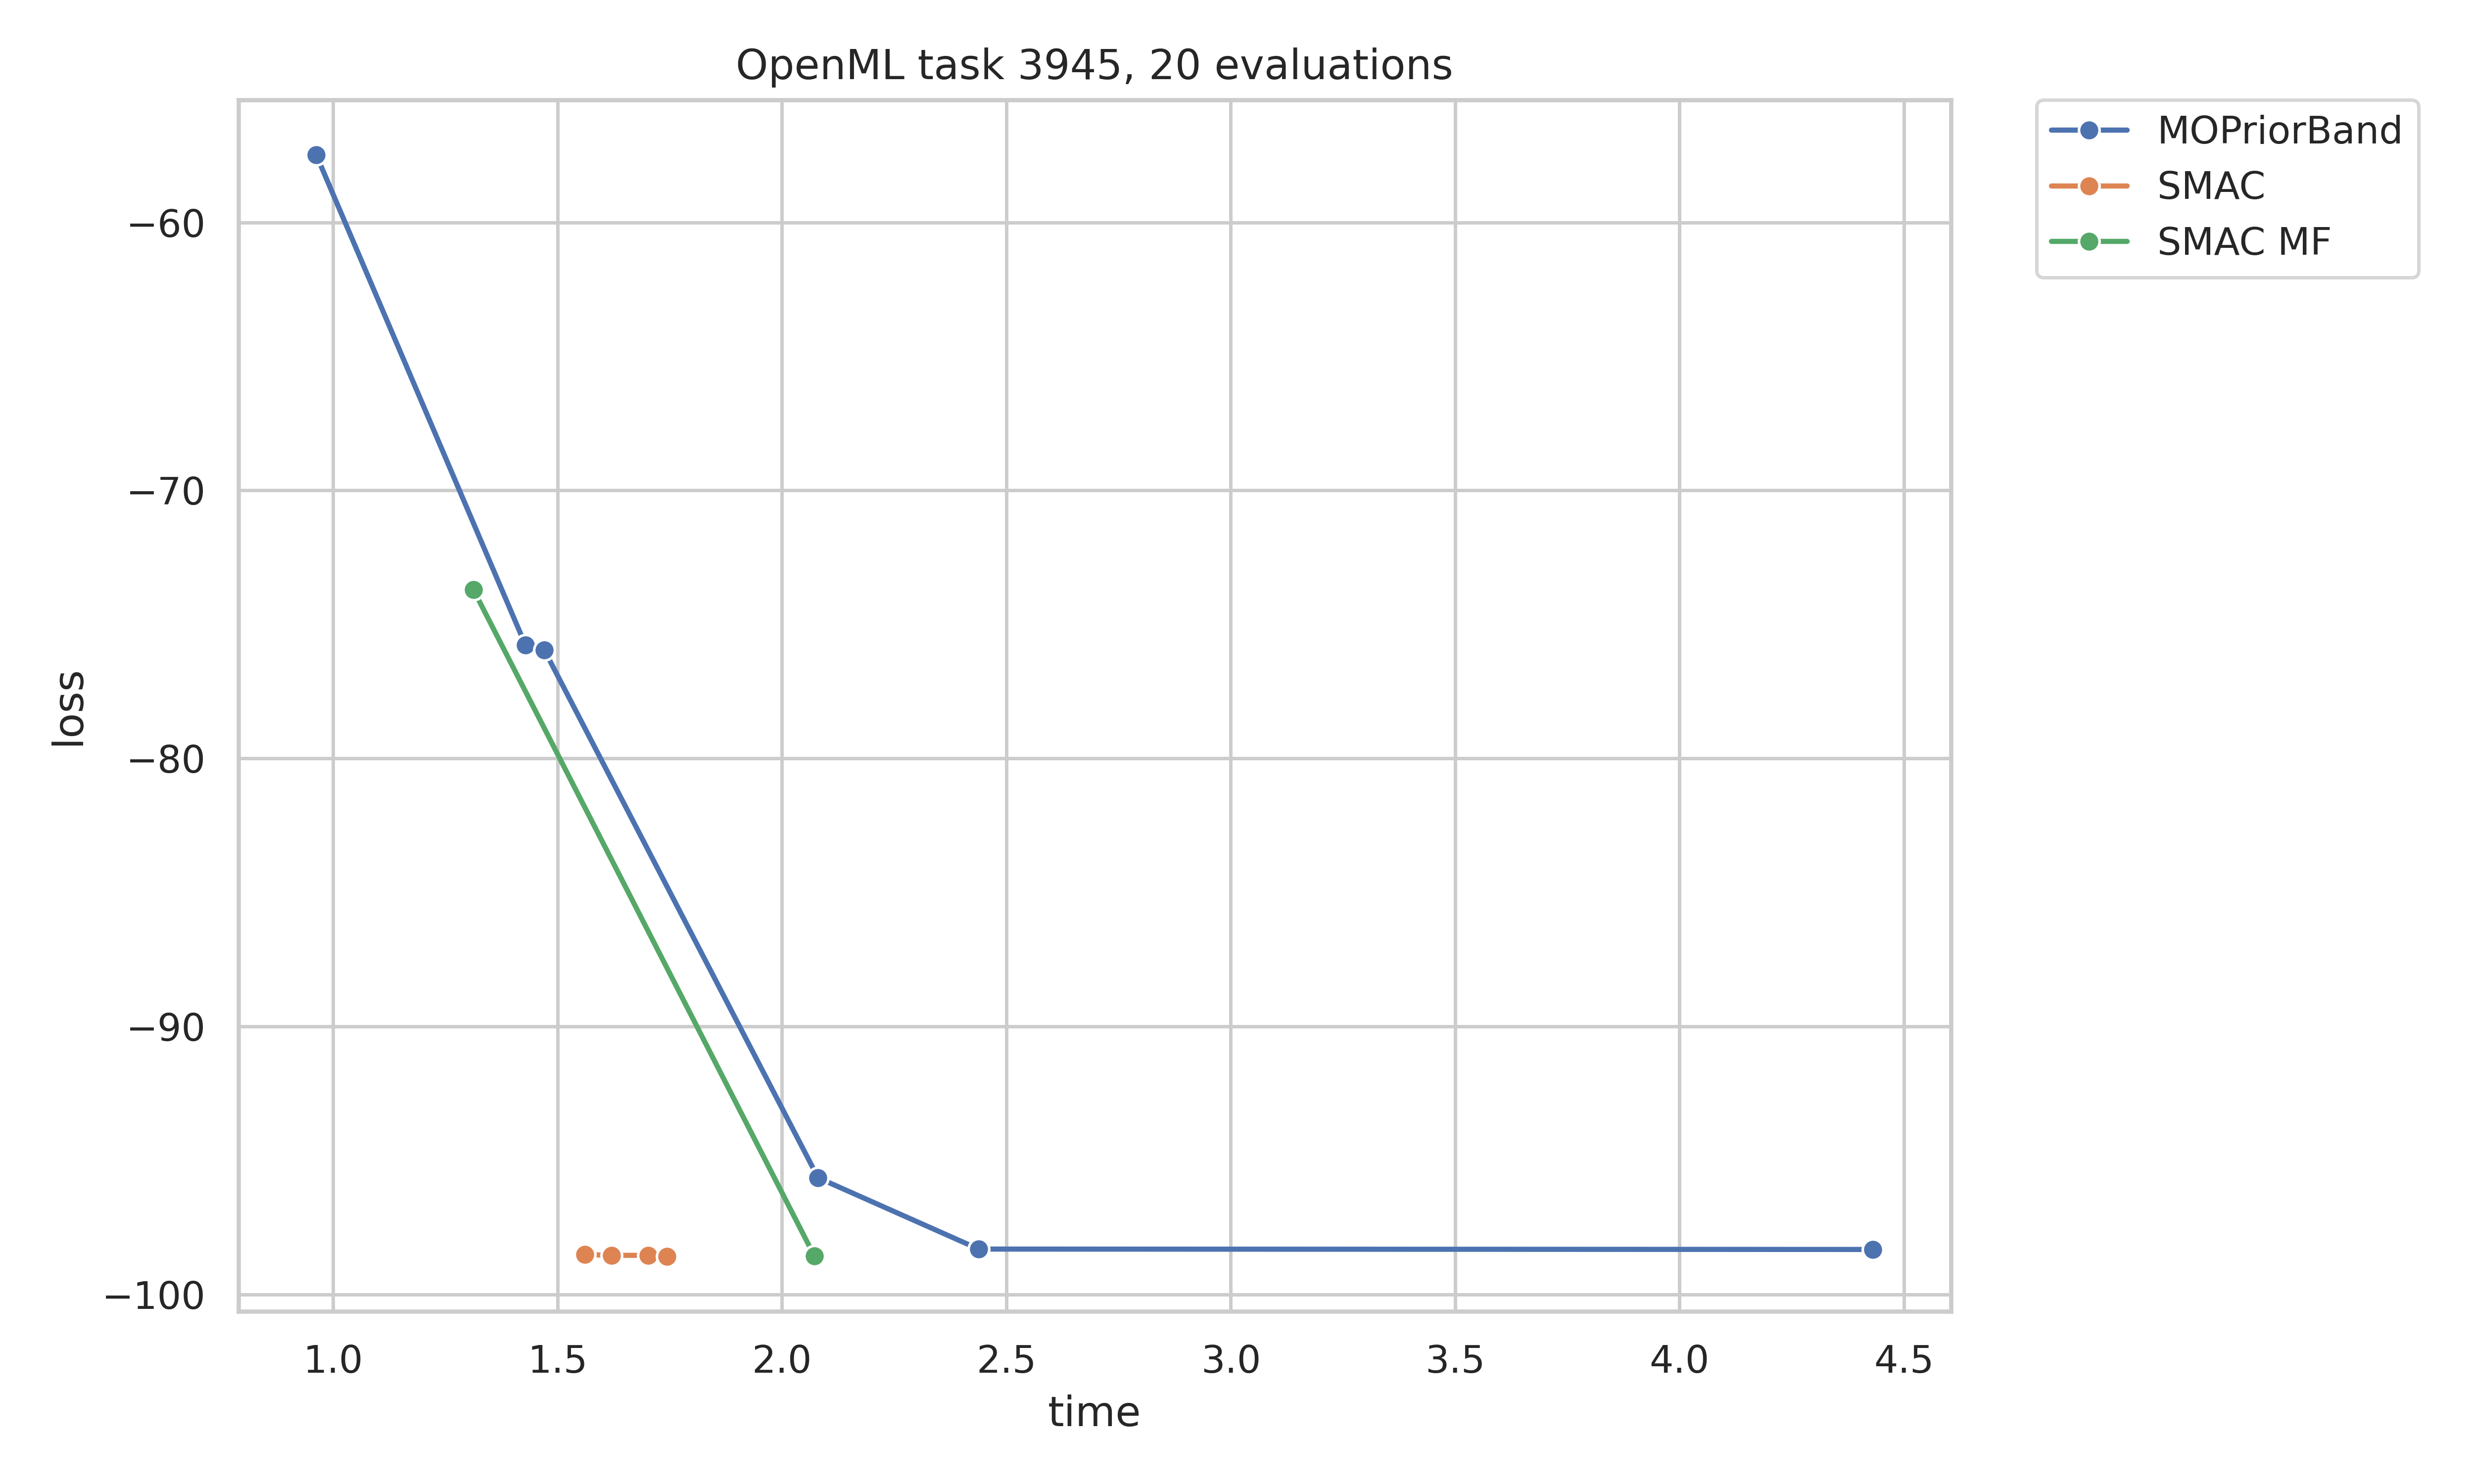 OpenML task 3945, 20 evaluations
MOPriorBand
SMAC
SMAC MF
loss
−60
−70
−80
−90
−100
1.0 1.5 2.0 2.5 3.0 3.5 4.0 4.5
time